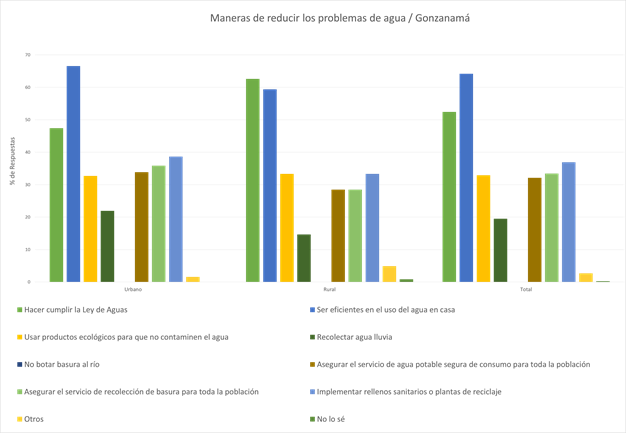 Maneras de reducir los problemas de agua / Gonzanamá
70
60
50
40
30
20
10
0
% de Respuestas
Urbano
Rural
Total
Hacer cumplir la Ley de Aguas
Ser eficientes en el uso del agua en casa
Usar productos ecológicos para que no contaminen el agua
Recolectar agua lluvia
No botar basura al río
Asegurar el servicio de agua potable segura de consumo para toda la población
Asegurar el servicio de recolección de basura para toda la población
Implementar rellenos sanitarios o plantas de reciclaje
Otros
No lo sé